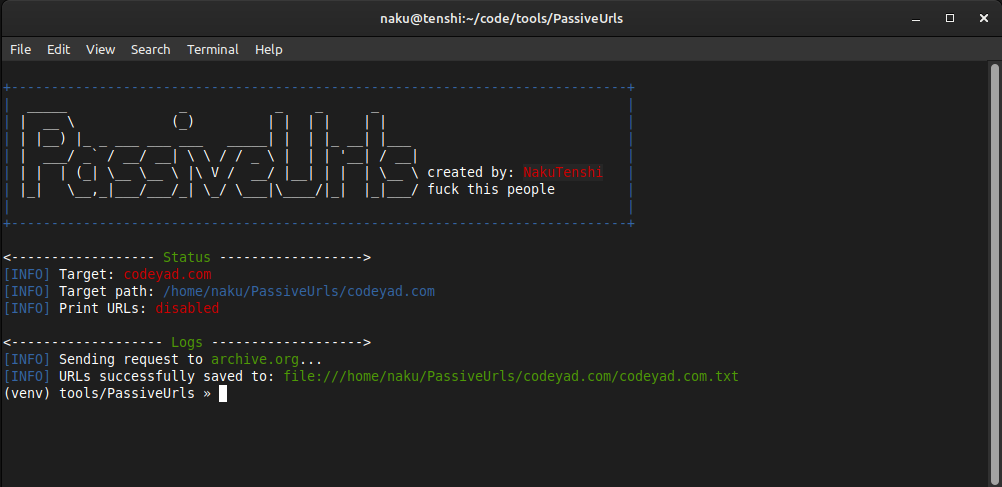 naku@tenshi:~/code/tools/PassiveUrls
File Edit View Search Terminal Help
PassiveUrls
created by: NakuTenshi
fuck this people
<------------------ Status ------------------>
[INFO] Target: codeyad.com
[INFO] Target path: /home/naku/PassiveUrls/codeyad.com
[INFO] Print URLs: disabled
<------------------- Logs ------------------->
[INFO] Sending request to archive.org...
[INFO] URLs successfully saved to: file:///home/naku/PassiveUrls/codeyad.com/codeyad.com.txt
(venv) tools/PassiveUrls »